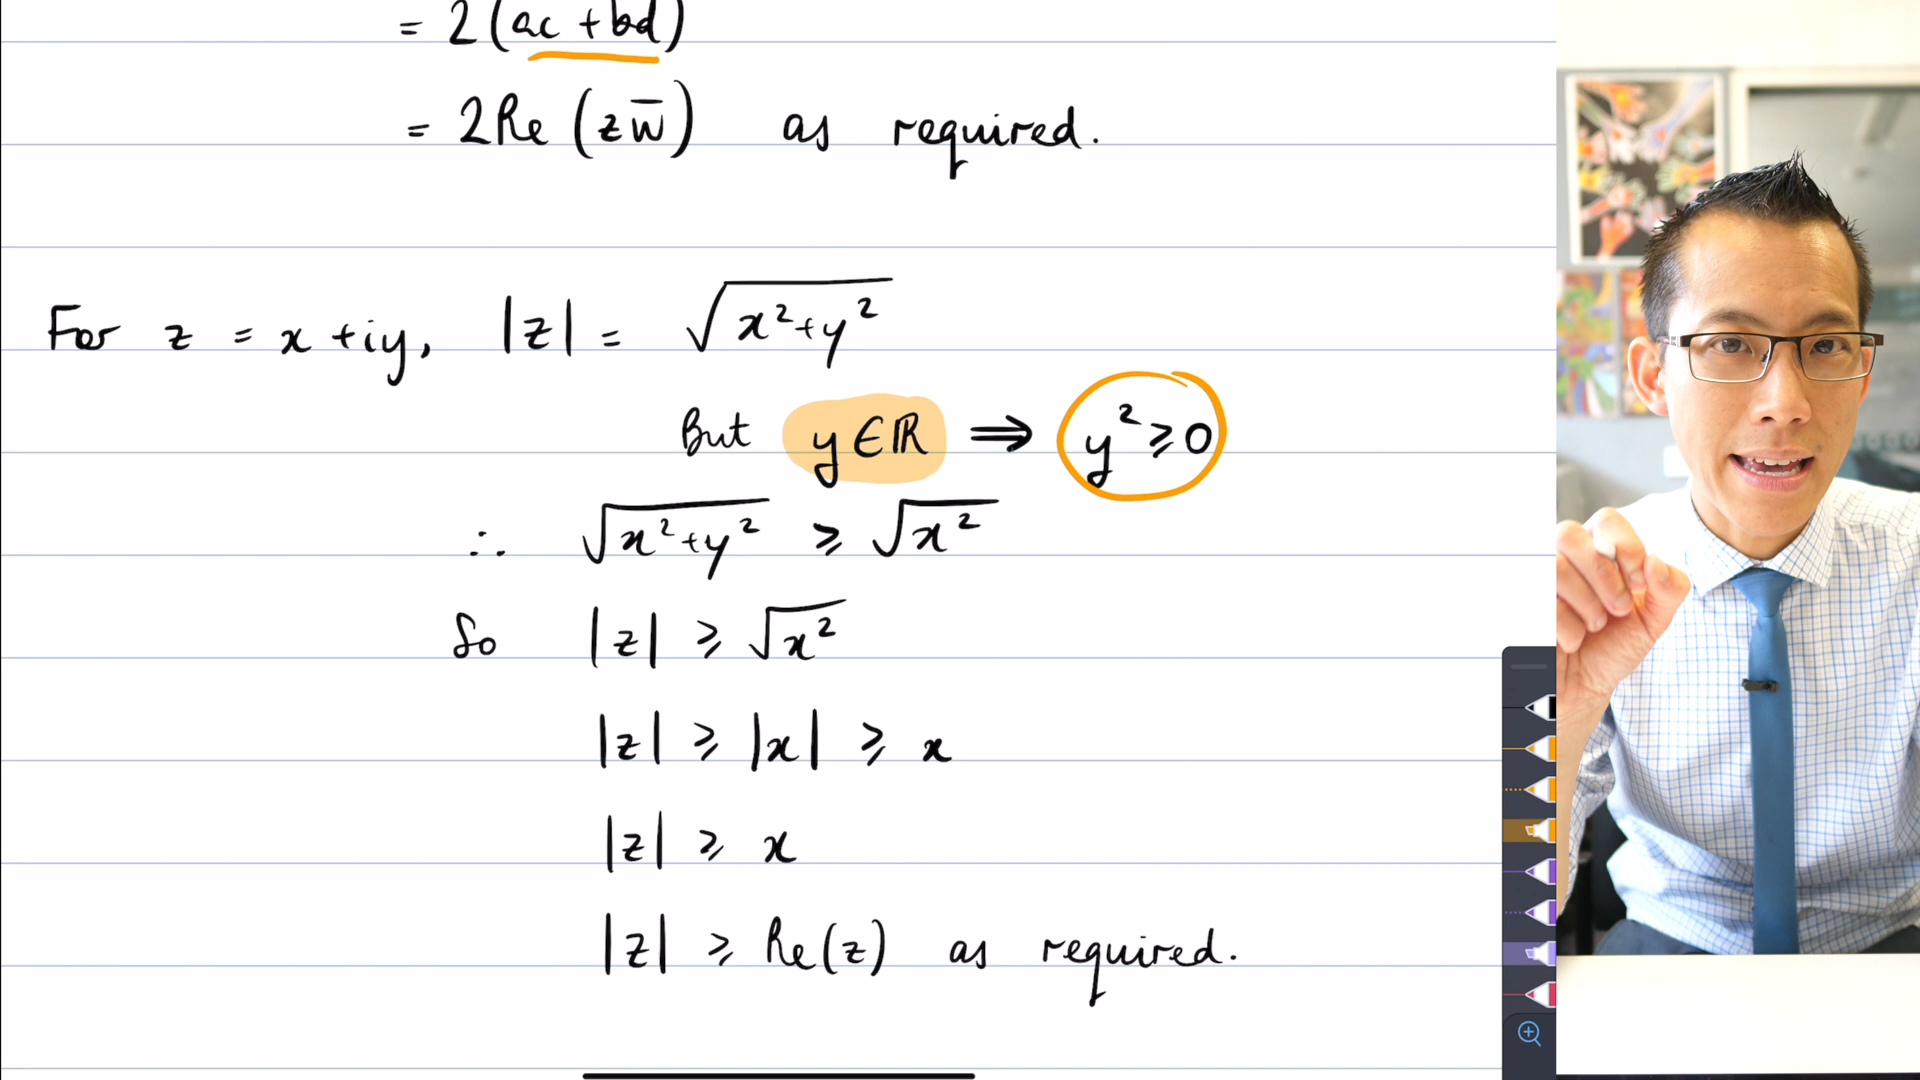 = 2(ac + bd)
= 2Re (zw̅) as required.
For z = x + iy, |z| = √(x² + y²)
But y ∈ ℝ ⇒ y² ⩾ 0
∴ √(x² + y²) ⩾ √x²
So |z| ⩾ √x²
|z| ⩾ |x| ⩾ x
|z| ⩾ x
|z| ⩾ Re(z) as required.